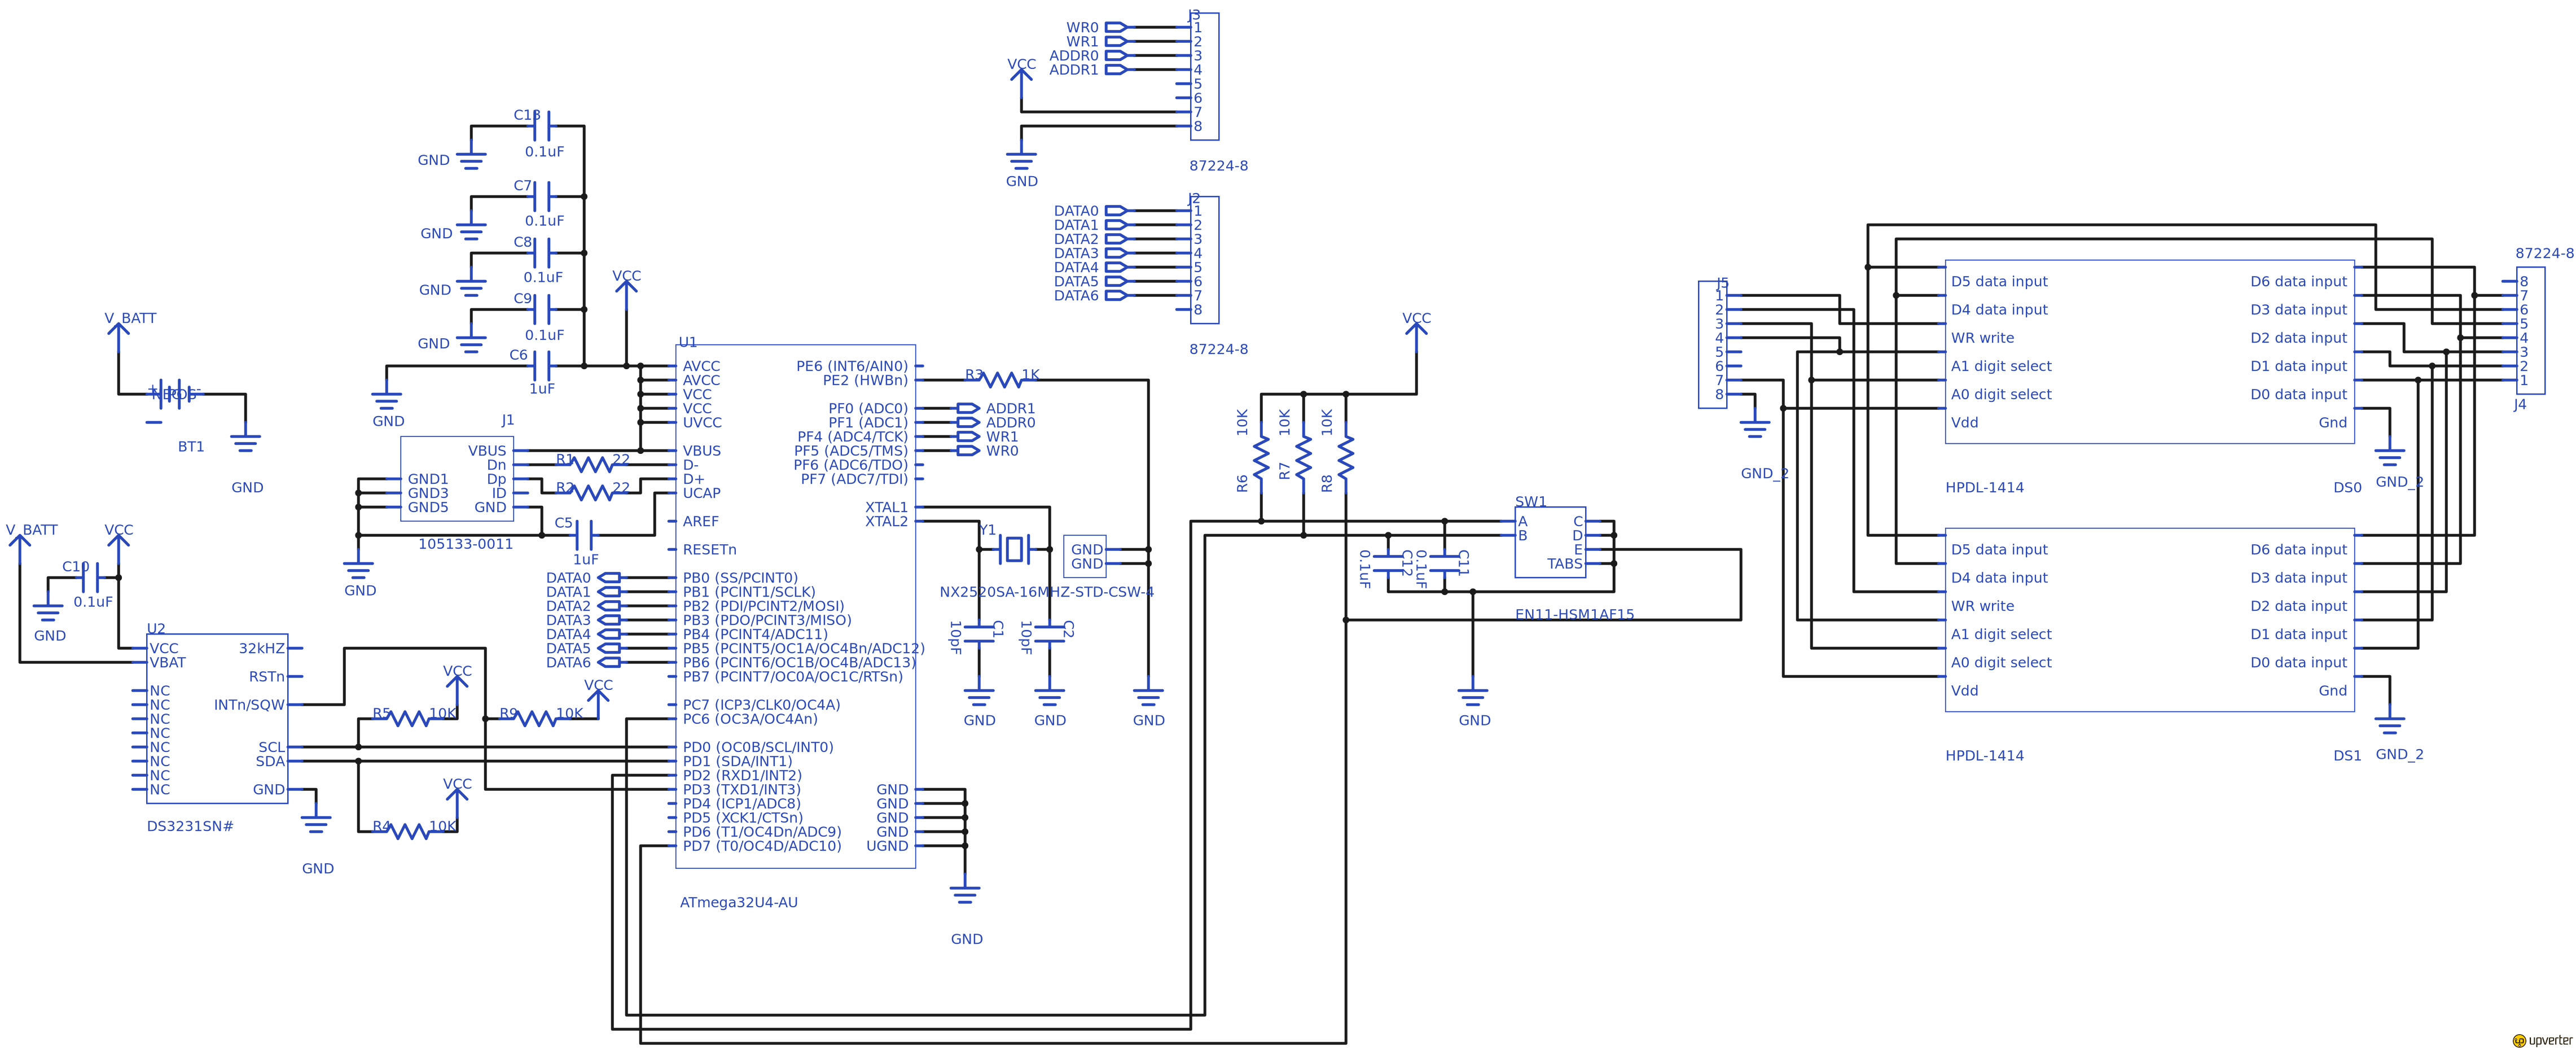 J3
WR0 1
WR1 2
ADDR0 3
ADDR1 4
5
6
7
8
VCC
GND
87224-8
J2
DATA0 1
DATA1 2
DATA2 3
DATA3 4
DATA4 5
DATA5 6
DATA6 7
8
87224-8
C13
0.1uF
GND
C7
0.1uF
GND
C8
0.1uF
GND
C9
0.1uF
GND
C6
1uF
GND
VCC
V_BATT
+ -
BT1
GND
J1
VBUS
Dn
GND1 Dp
GND3 ID
GND5 GND
105133-0011
GND
R1 22
R2 22
C5
1uF
V_BATT VCC
C10
0.1uF
GND
U2
VCC 32kHZ
VBAT
RSTn
NC
NC INTn/SQW
NC
NC
NC SCL
NC SDA
NC
NC GND
DS3231SN#
GND
R5 10K
VCC
R9 10K
VCC
R4 10K
VCC
U1
AVCC PE6 (INT6/AIN0)
AVCC PE2 (HWBn)
VCC
VCC PF0 (ADC0)
UVCC PF1 (ADC1)
PF4 (ADC4/TCK)
VBUS PF5 (ADC5/TMS)
D- PF6 (ADC6/TDO)
D+ PF7 (ADC7/TDI)
UCAP
XTAL1
AREF XTAL2
RESETn
DATA0 PB0 (SS/PCINT0)
DATA1 PB1 (PCINT1/SCLK)
DATA2 PB2 (PDI/PCINT2/MOSI)
DATA3 PB3 (PDO/PCINT3/MISO)
DATA4 PB4 (PCINT4/ADC11)
DATA5 PB5 (PCINT5/OC1A/OC4Bn/ADC12)
DATA6 PB6 (PCINT6/OC1B/OC4B/ADC13)
PB7 (PCINT7/OC0A/OC1C/RTSn)
PC7 (ICP3/CLK0/OC4A)
PC6 (OC3A/OC4An)
PD0 (OC0B/SCL/INT0)
PD1 (SDA/INT1)
PD2 (RXD1/INT2)
PD3 (TXD1/INT3) GND
PD4 (ICP1/ADC8) GND
PD5 (XCK1/CTSn) GND
PD6 (T1/OC4Dn/ADC9) GND
PD7 (T0/OC4D/ADC10) UGND
ATmega32U4-AU
GND
R3 1K
ADDR1
ADDR0
WR1
WR0
Y1
GND
GND
NX2520SA-16MHZ-STD-CSW-4
10pF C1
10pF C2
GND
GND
GND
VCC
10K R6
10K R7
10K R8
0.1uF C12
0.1uF C11
GND
SW1
A C
B D
E
TABS
EN11-HSM1AF15
J5
1
2
3
4
5
6
7
8
GND_2
D5 data input D6 data input
D4 data input D3 data input
WR write D2 data input
A1 digit select D1 data input
A0 digit select D0 data input
Vdd Gnd
HPDL-1414 DS0
GND_2
87224-8
8
7
6
5
4
3
2
1
J4
D5 data input D6 data input
D4 data input D3 data input
WR write D2 data input
A1 digit select D1 data input
A0 digit select D0 data input
Vdd Gnd
HPDL-1414 DS1
GND_2
upverter